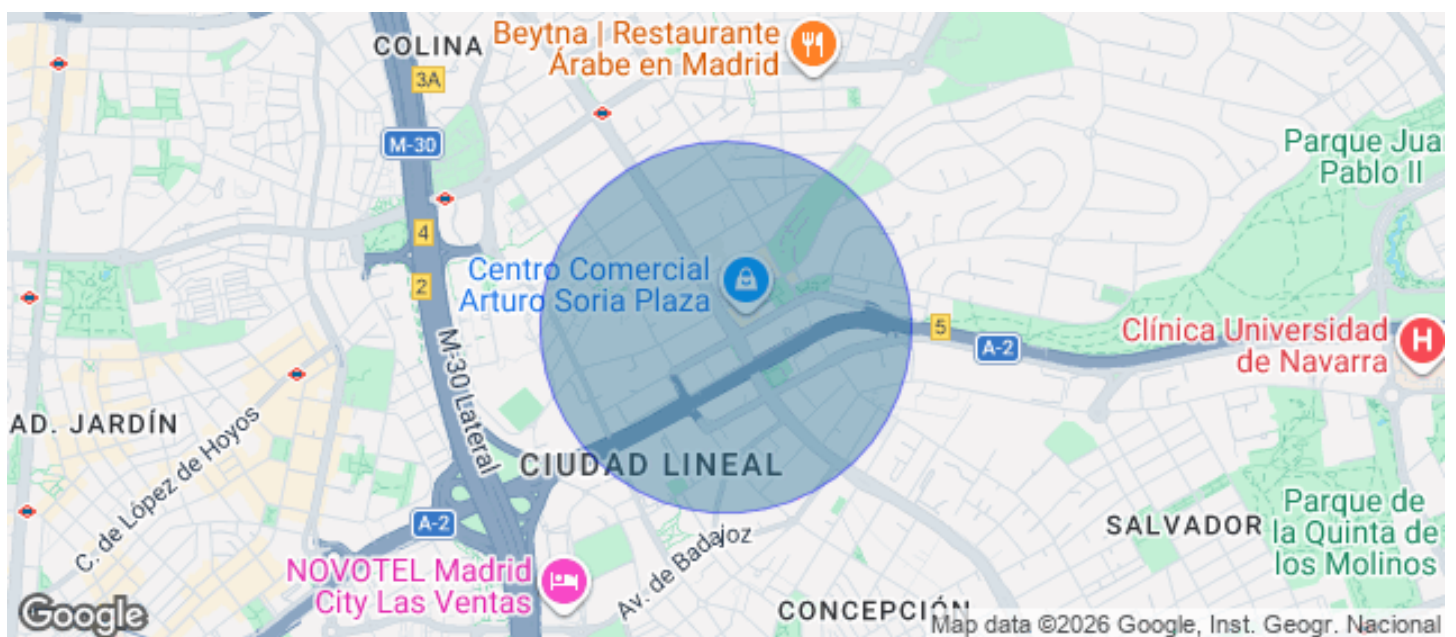 COLINA
Beytna | Restaurante
Árabe en Madrid
3A
M-30
Parque Jua
Pablo II
4
2
Centro Comercial
Arturo Soria Plaza
5
A-2
Clínica Universidad
de Navarra
M-30 Lateral
AD. JARDÍN
C. de López de Hoyos
CIUDAD LINEAL
A-2
Av. de Badajoz
SALVADOR
Parque de
la Quinta de
los Molinos
NOVOTEL Madrid
City Las Ventas
CONCEPCIÓN
Google
Map data ©2026 Google, Inst. Geogr. Nacional